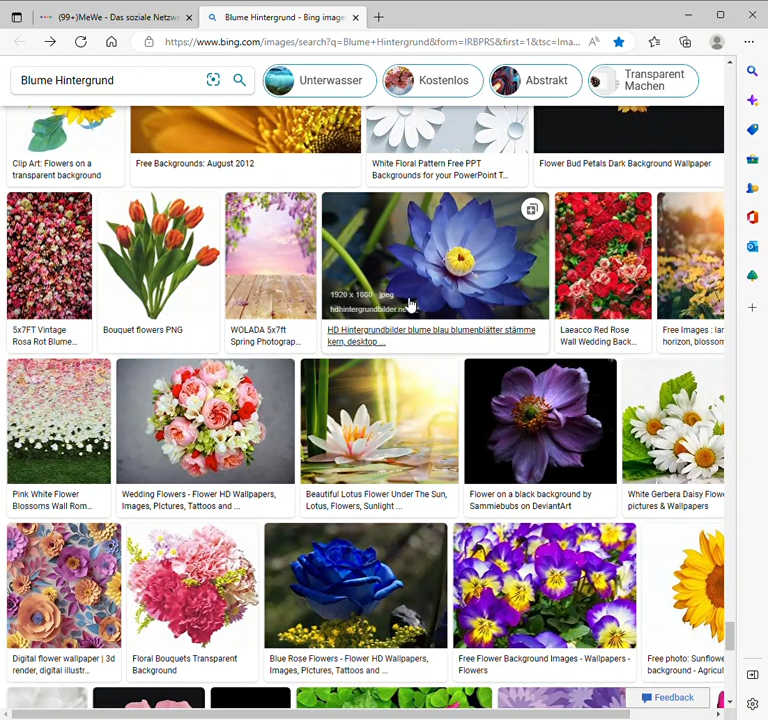 (99+)MeWe - Das soziale Netzwe
Blume Hintergrund - Bing image
https://www.bing.com/images/search?q=Blume+Hintergrund&form=IRBPRS&first=1&tsc=Ima...
Blume Hintergrund
Unterwasser
Kostenlos
Abstrakt
Transparent
Machen
Clip Art: Flowers on a
transparent background
Free Backgrounds: August 2012
White Floral Pattern Free PPT
Backgrounds for your PowerPoint T...
Flower Bud Petals Dark Background Wallpaper
1920 x 1080 · jpeg
hdhintergrundbilder.ne
5x7FT Vintage
Rosa Rot Blume...
Bouquet flowers PNG
WOLADA 5x7ft
Spring Photograp...
HD Hintergrundbilder blume blau blumenblätter stämme
kern, desktop ...
Laeacco Red Rose
Wall Wedding Back...
Free Images : lar
horizon, blossom
Pink White Flower
Blossoms Wall Rom...
Wedding Flowers - Flower HD Wallpapers,
Images, Pictures, Tattoos and ...
Beautiful Lotus Flower Under The Sun,
Lotus, Flowers, Sunlight ...
Flower on a black background by
Sammiebubs on DeviantArt
White Gerbera Daisy Flowe
pictures & Wallpapers
Digital flower wallpaper | 3d
render, digital illustr...
Floral Bouquets Transparent
Background
Blue Rose Flowers - Flower HD Wallpapers,
Images, Pictures, Tattoos and ...
Free Flower Background Images - Wallpapers -
Flowers
Free photo: Sunflowe
background - Agricul
Feedback